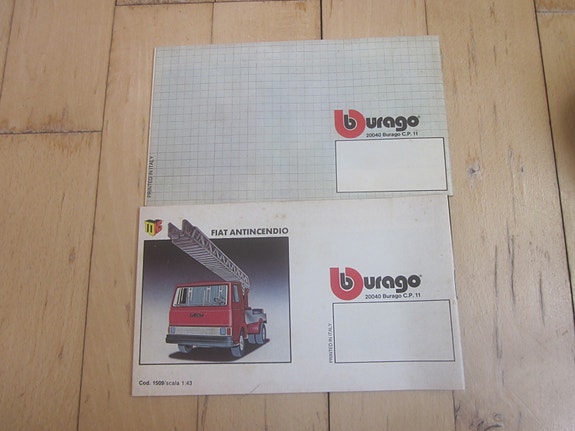 burago
20040 Burago C.P. 11
PRINTED IN ITALY
FIAT ANTINCENDIO
burago
20040 Burago C.P. 11
PRINTED IN ITALY
Cod. 1509/scala 1:43